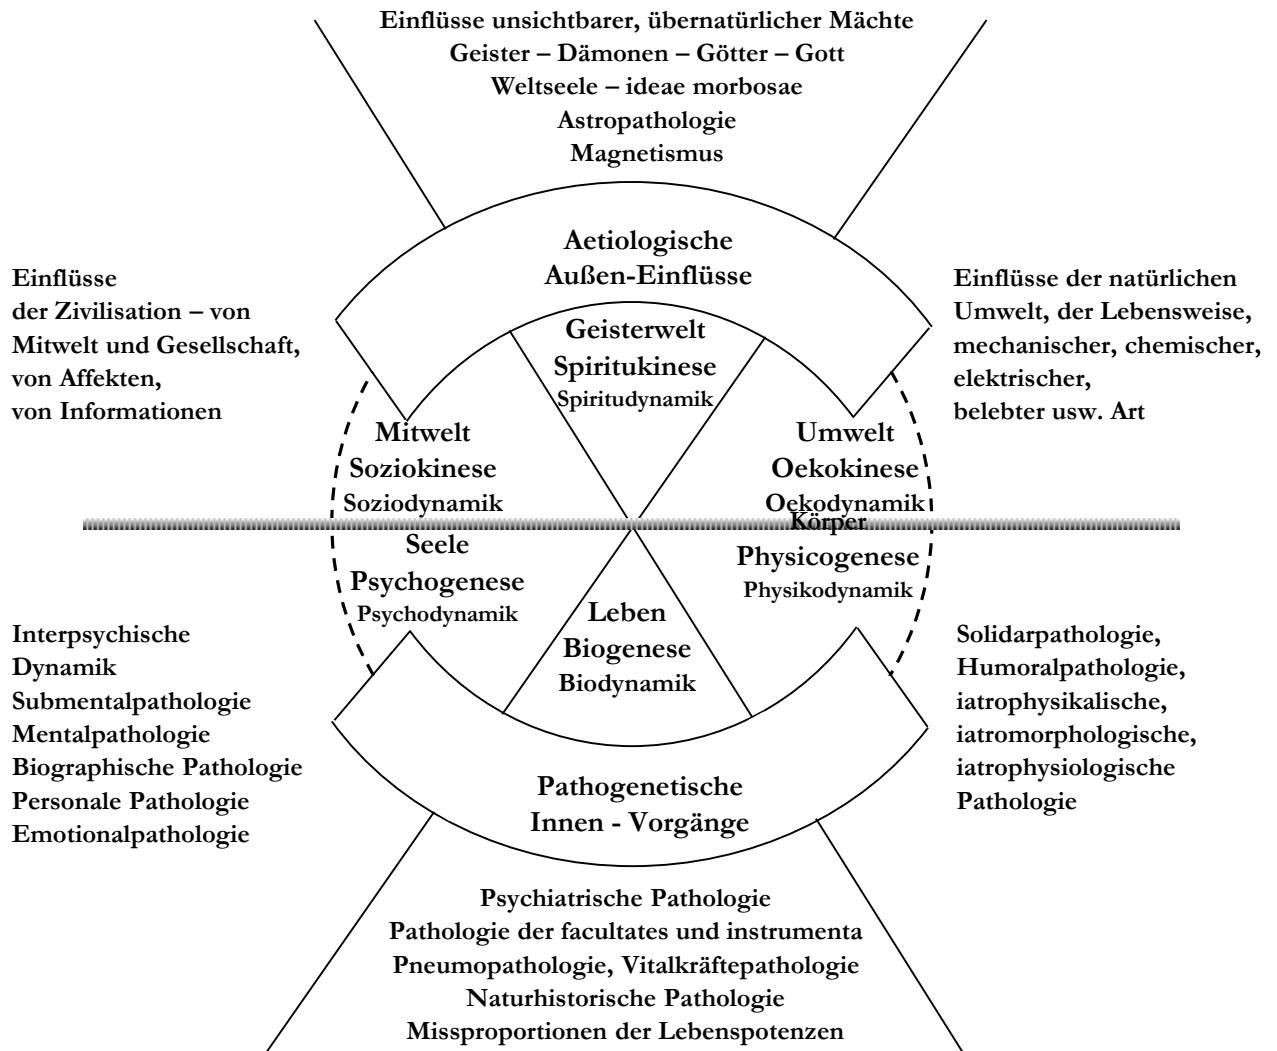 Einflüsse unsichtbarer, übernatürlicher Mächte
Geister – Dämonen – Götter – Gott
Weltseele – ideae morbosae
Astropathologie
Magnetismus
Aetiologische
Außen-Einflüsse
Einflüsse
der Zivilisation – von
Mitwelt und Gesellschaft,
von Affekten,
von Informationen
Geisterwelt
Spiritukinese
Spiritudynamik
Einflüsse der natürlichen
Umwelt, der Lebensweise,
mechanischer, chemischer,
elektrischer,
belebter usw. Art
Mitwelt
Soziokinese
Soziodynamik
Umwelt
Oekokinese
Oekodynamik
Seele
Psychogenese
Psychodynamik
Leben
Biogenese
Biodynamik
Körper
Physicogenese
Physikodynamik
Interpsychische
Dynamik
Submentalpathologie
Mentalpathologie
Biographische Pathologie
Personale Pathologie
Emotionalpathologie
Solidarpathologie,
Humoralpathologie,
iatrophysikalische,
iatromorphologische,
iatrophysiologische
Pathologie
Pathogenetische
Innen - Vorgänge
Psychiatrische Pathologie
Pathologie der facultates und instrumenta
Pneumopathologie, Vitalkräftepathologie
Naturhistorische Pathologie
Missproportionen der Lebenspotenzen